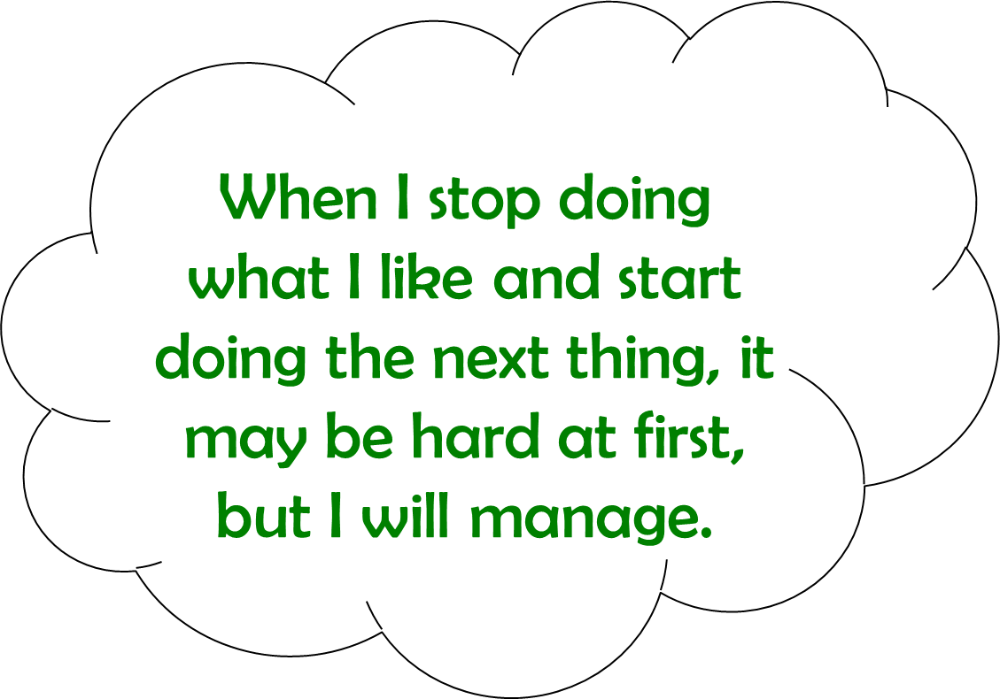 When I stop doing
what I like and start
doing the next thing, it
may be hard at first,
but I will manage.